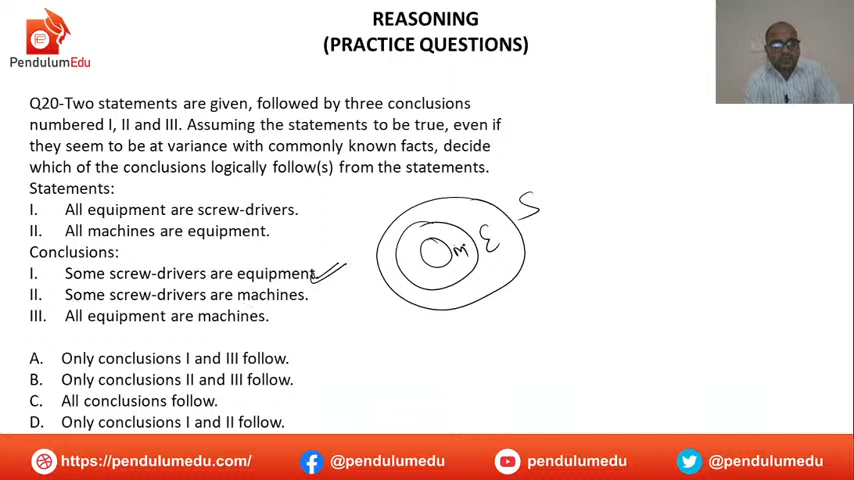 REASONING
(PRACTICE QUESTIONS)
PendulumEdu
Q20-Two statements are given, followed by three conclusions
numbered I, II and III. Assuming the statements to be true, even if
they seem to be at variance with commonly known facts, decide
which of the conclusions logically follow(s) from the statements.
Statements:
I. All equipment are screw-drivers.
II. All machines are equipment.
Conclusions:
I. Some screw-drivers are equipment.
II. Some screw-drivers are machines.
III. All equipment are machines.
S
E
M
A. Only conclusions I and III follow.
B. Only conclusions II and III follow.
C. All conclusions follow.
D. Only conclusions I and II follow.
https://pendulumedu.com/ @pendulumedu pendulumedu @pendulumedu